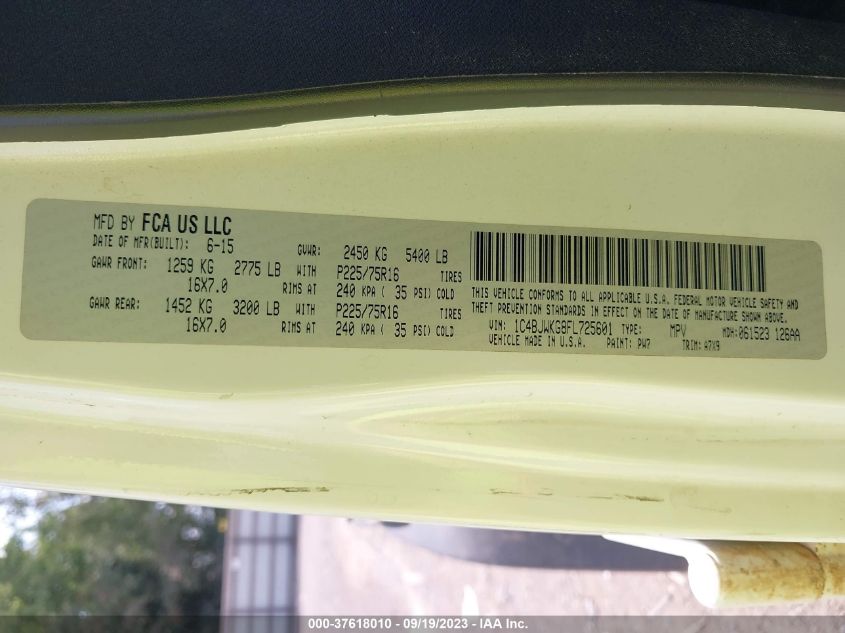 MFD BY FCA US LLC
DATE OF MFR(BUILT): 6-15 GVWR: 2450 KG 5400 LB
GAWR FRONT: 1259 KG 2775 LB WITH P225/75R16 TIRES
16X7.0 RIMS AT 240 KPA ( 35 PSI) COLD
GAWR REAR: 1452 KG 3200 LB WITH P225/75R16 TIRES
16X7.0 RIMS AT 240 KPA ( 35 PSI) COLD
THIS VEHICLE CONFORMS TO ALL APPLICABLE U.S.A. FEDERAL MOTOR VEHICLE SAFETY AND
THEFT PREVENTION STANDARDS IN EFFECT ON THE DATE OF MANUFACTURE SHOWN ABOVE.
VIN: 1C4BJWKG8FL725601 TYPE: MPV MDH: 061523 126AA
VEHICLE MADE IN U.S.A. PAINT: PW7 TRIM: A7X9
000-37618010 - 09/19/2023 - IAA Inc.